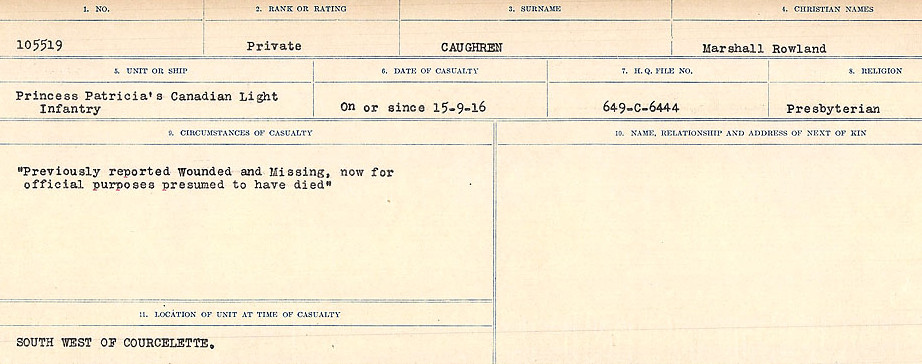 1. NO. 2. RANK OR RATING 3. SURNAME 4. CHRISTIAN NAMES
105519 Private CAUGHREN Marshall Rowland
5. UNIT OR SHIP 6. DATE OF CASUALTY 7. H. Q. FILE NO. 8. RELIGION
Princess Patricia's Canadian Light
Infantry On or since 15-9-16 649-C-6444 Presbyterian
9. CIRCUMSTANCES OF CASUALTY 10. NAME, RELATIONSHIP AND ADDRESS OF NEXT OF KIN
"Previously reported Wounded and Missing, now for
official purposes presumed to have died"
11. LOCATION OF UNIT AT TIME OF CASUALTY
SOUTH WEST OF COURCELETTE.